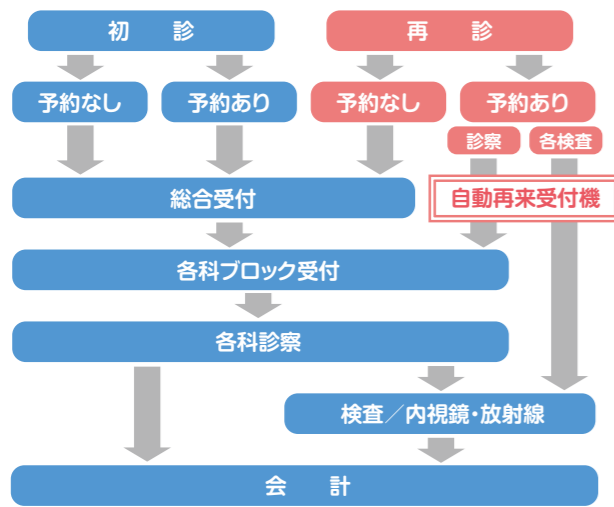 初　診
再　診
予約なし
予約あり
予約なし
予約あり
診察
各検査
総合受付
自動再来受付機
各科ブロック受付
各科診察
検査／内視鏡・放射線
会　計